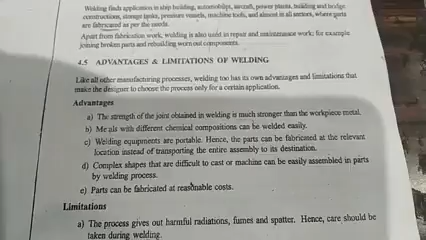 Welding finds application in ship building, automobiles, aircraft, power plants, building and bridge
constructions, storage tanks, pressure vessels, machine tools, and almost in all sectors, where parts
are fabricated as per the needs.
Apart from fabrication work, welding is also used in repair and maintenance work; for example
joining broken parts and rebuilding worn out components.
4.5 ADVANTAGES & LIMITATIONS OF WELDING
Like all other manufacturing processes, welding too has its own advantages and limitations that
make the designer to choose the process only for a certain application.
Advantages
a) The strength of the joint obtained in welding is much stronger than the workpiece metal.
b) Metals with different chemical compositions can be welded easily.
c) Welding equipments are portable. Hence, the parts can be fabricated at the relevant
location instead of transporting the entire assembly to its destination.
d) Complex shapes that are difficult to cast or machine can be easily assembled in parts
by welding process.
e) Parts can be fabricated at reasonable costs.
Limitations
a) The process gives out harmful radiations, fumes and spatter. Hence, care should be
taken during welding.